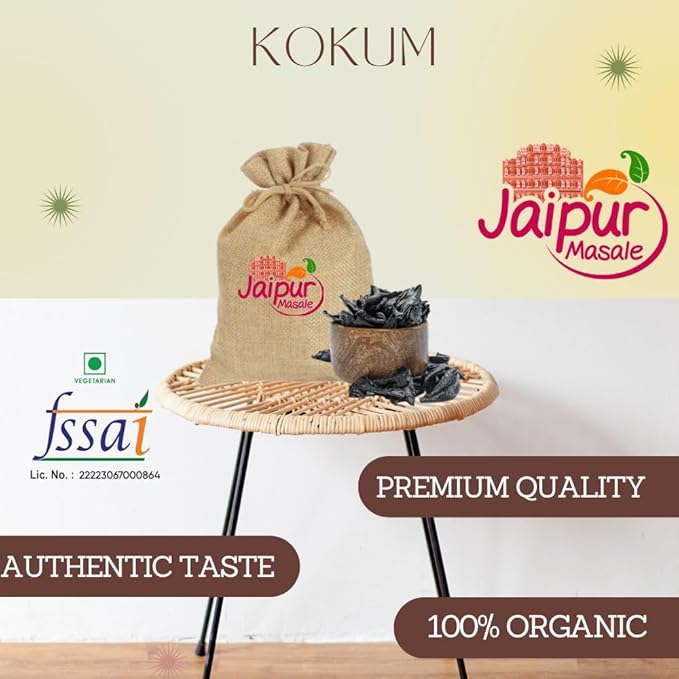 KOKUM
Jaipur
Masale
Jaipur
Masale
VEGETARIAN
fssai
Lic. No. : 22223067000864
PREMIUM QUALITY
AUTHENTIC TASTE
100% ORGANIC